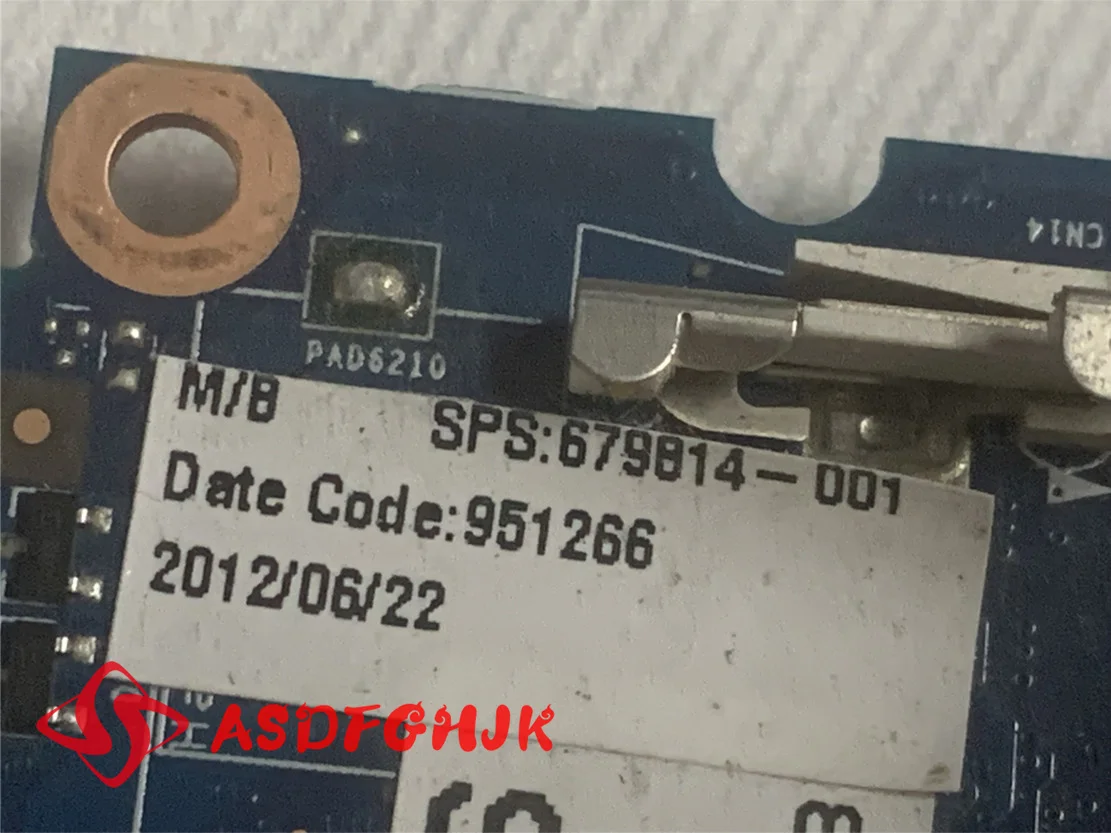 CN14
PAD6210
M/B SPS:679814-001
Date Code:951266
2012/06/22
ASDFGHJK